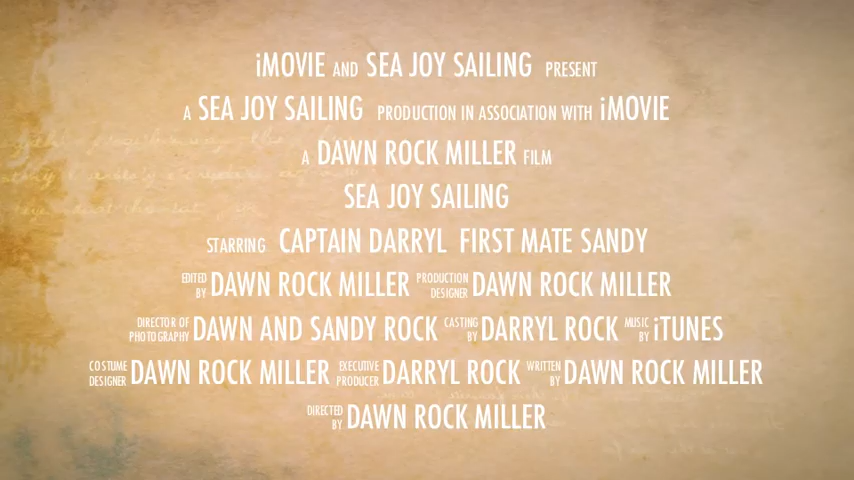 iMOVIE AND SEA JOY SAILING PRESENT
A SEA JOY SAILING PRODUCTION IN ASSOCIATION WITH iMOVIE
A DAWN ROCK MILLER FILM
SEA JOY SAILING
STARRING CAPTAIN DARRYL FIRST MATE SANDY
EDITED BY DAWN ROCK MILLER PRODUCTION DESIGNER DAWN ROCK MILLER
DIRECTOR OF PHOTOGRAPHY DAWN AND SANDY ROCK CASTING BY DARRYL ROCK MUSIC BY iTUNES
COSTUME DESIGNER DAWN ROCK MILLER EXECUTIVE PRODUCER DARRYL ROCK WRITTEN BY DAWN ROCK MILLER
DIRECTED BY DAWN ROCK MILLER